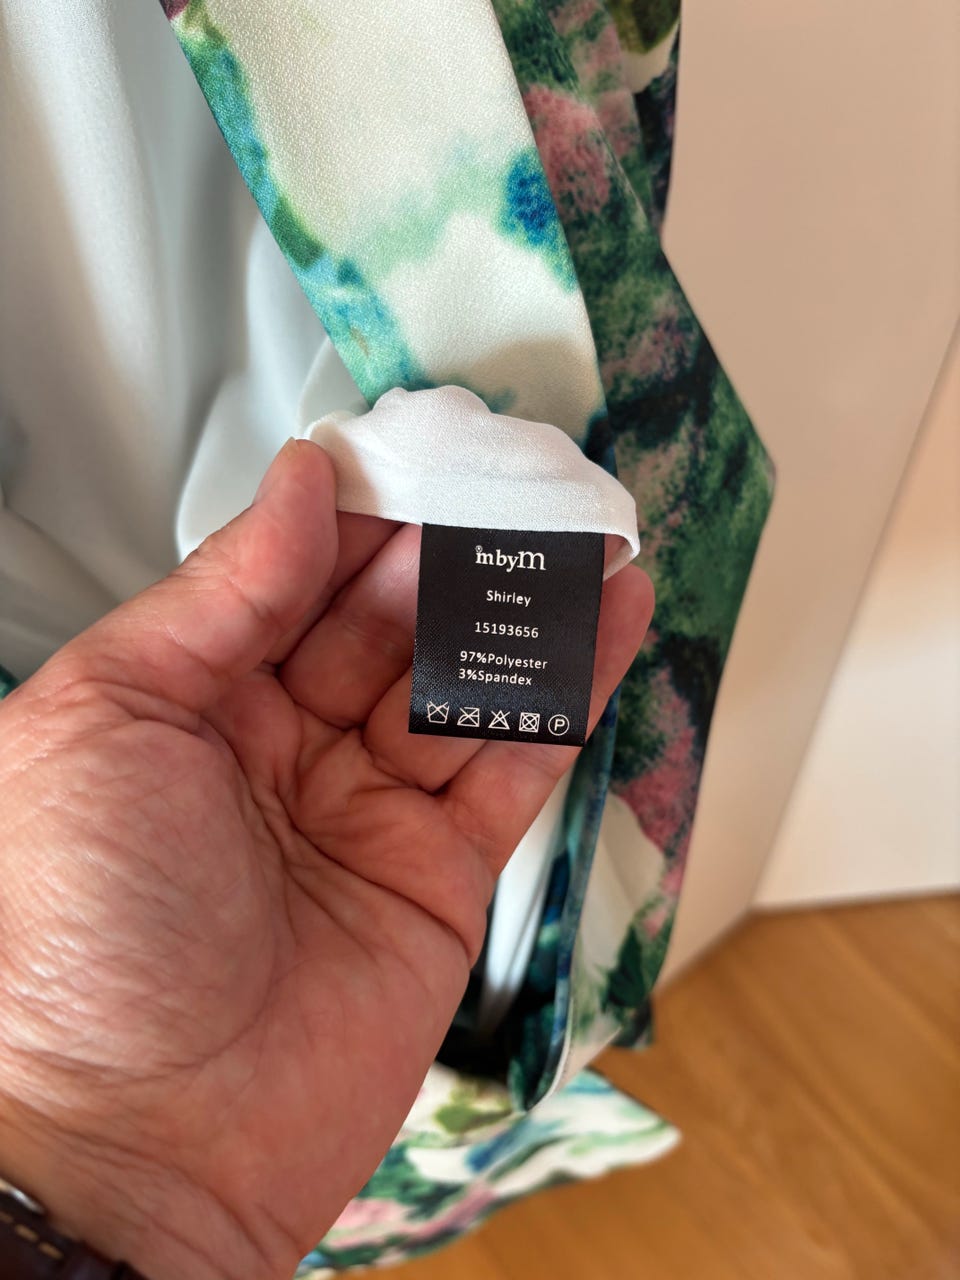 mbyM
Shirley
15193656
97%Polyester
3%Spandex
P